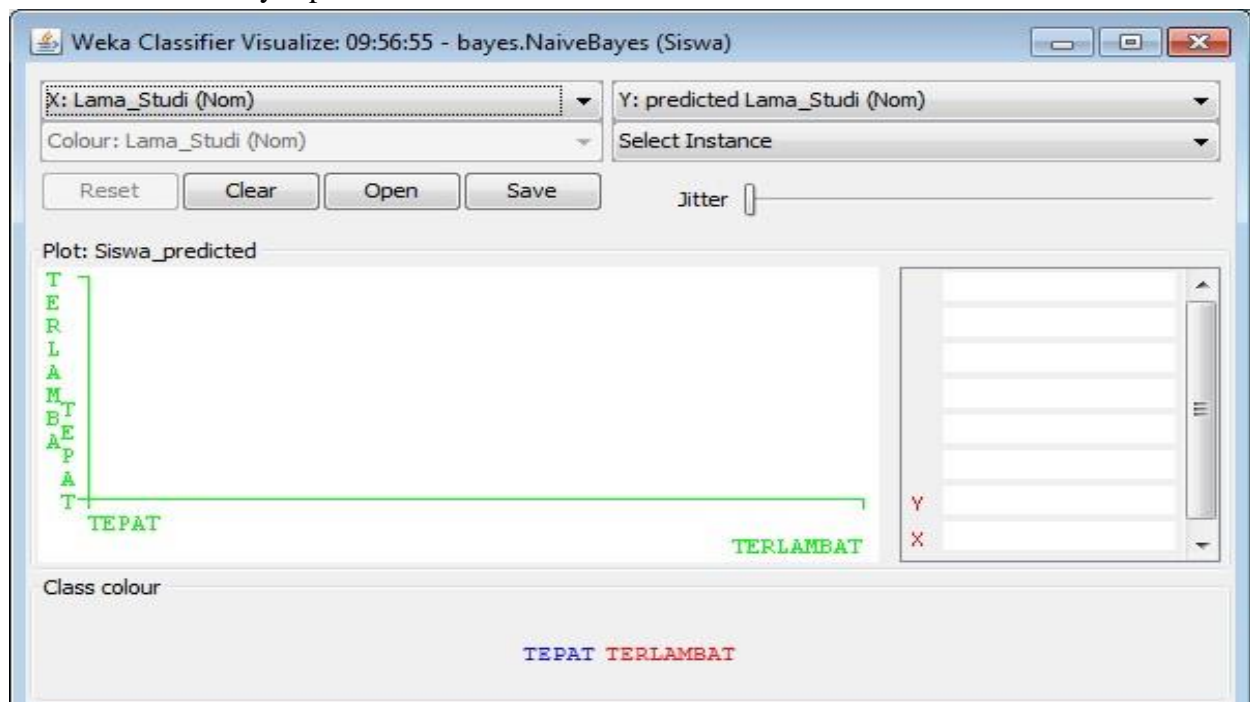 Weka Classifier Visualize: 09:56:55 - bayes.NaiveBayes (Siswa)
X: Lama_Studi (Nom) Y: predicted Lama_Studi (Nom)
Colour: Lama_Studi (Nom) Select Instance
Reset Clear Open Save Jitter
Plot: Siswa_predicted
TERLAMBA
TEPAT
TEPAT
TERLAMBAT
Y
X
Class colour
TEPAT TERLAMBAT